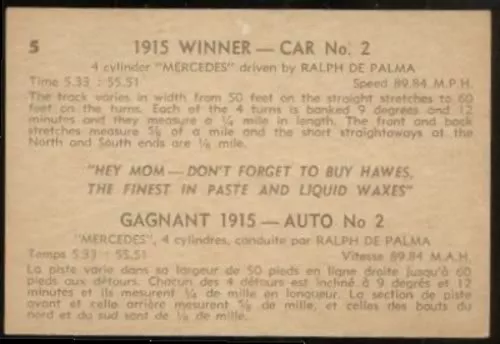 5
1915 WINNER — CAR No. 2
4 cylinder "MERCEDES" driven by RALPH DE PALMA
Time 5.33 : 55.51 Speed 89.84 M.P.H.
The track varies in width from 50 feet on the straight stretches to 60
feet on the turns. Each of the 4 turns is banked 9 degrees and 12
minutes and they measure a ¼ mile in length. The front and back
stretches measure ⅝ of a mile and the short straightaways at the
North and South ends are ⅛ mile.
"HEY MOM — DON'T FORGET TO BUY HAWES,
THE FINEST IN PASTE AND LIQUID WAXES"
GAGNANT 1915 — AUTO No 2
"MERCEDES", 4 cylindres, conduite par RALPH DE PALMA
Temps 5.33 : 55.51 Vitesse 89.84 M.A.H.
La piste varie dans sa largeur de 50 pieds en ligne droite jusqu'à 60
pieds aux détours. Chacun des 4 détours est incliné à 9 degrés et 12
minutes et ils mesurent ¼ de mille en longueur. La section de piste
avant et celle arrière mesurent ⅝ de mille, et celles des bouts du
nord et du sud sont de ⅛ de mille.